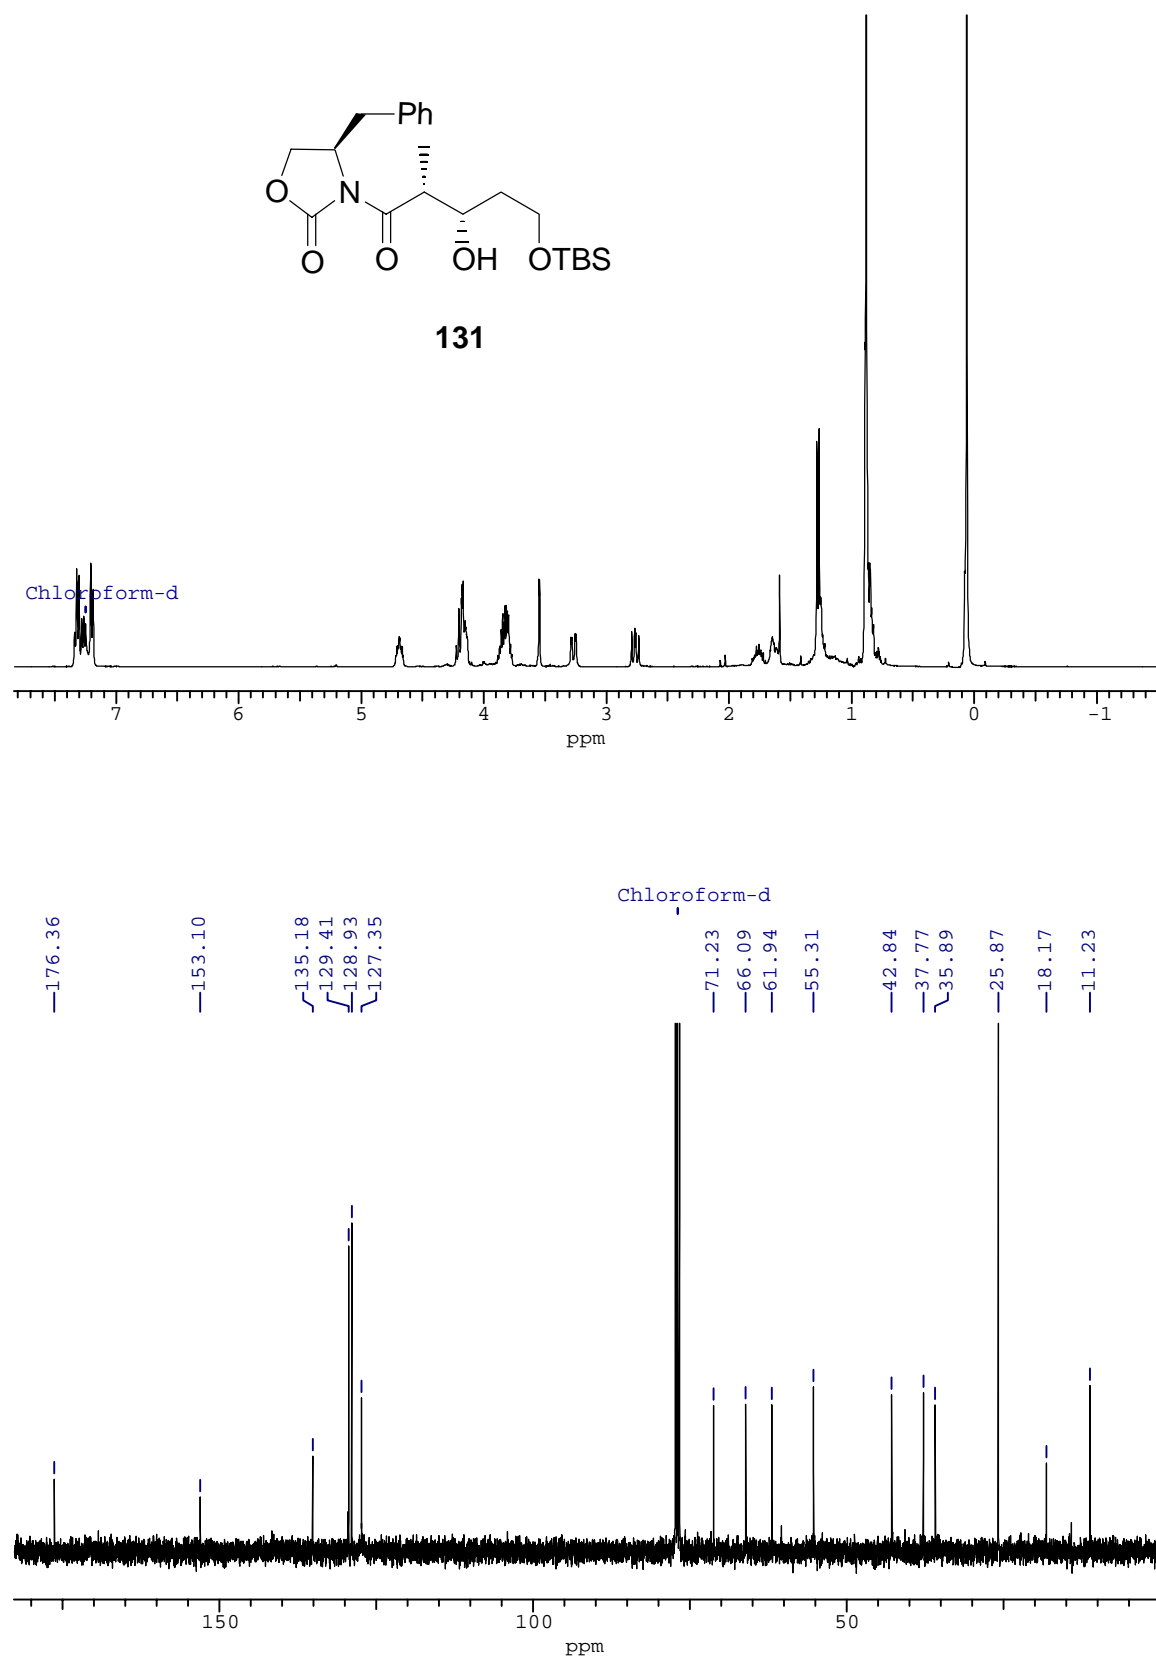 Ph
O
N
O
O
OH
OTBS
131
Chloroform-d
7 6 5 4 3 2 1 0 -1
ppm
Chloroform-d
176.36
153.10
135.18
129.41
128.93
127.35
71.23
66.09
61.94
55.31
42.84
37.77
35.89
25.87
18.17
11.23
150 100 50
ppm